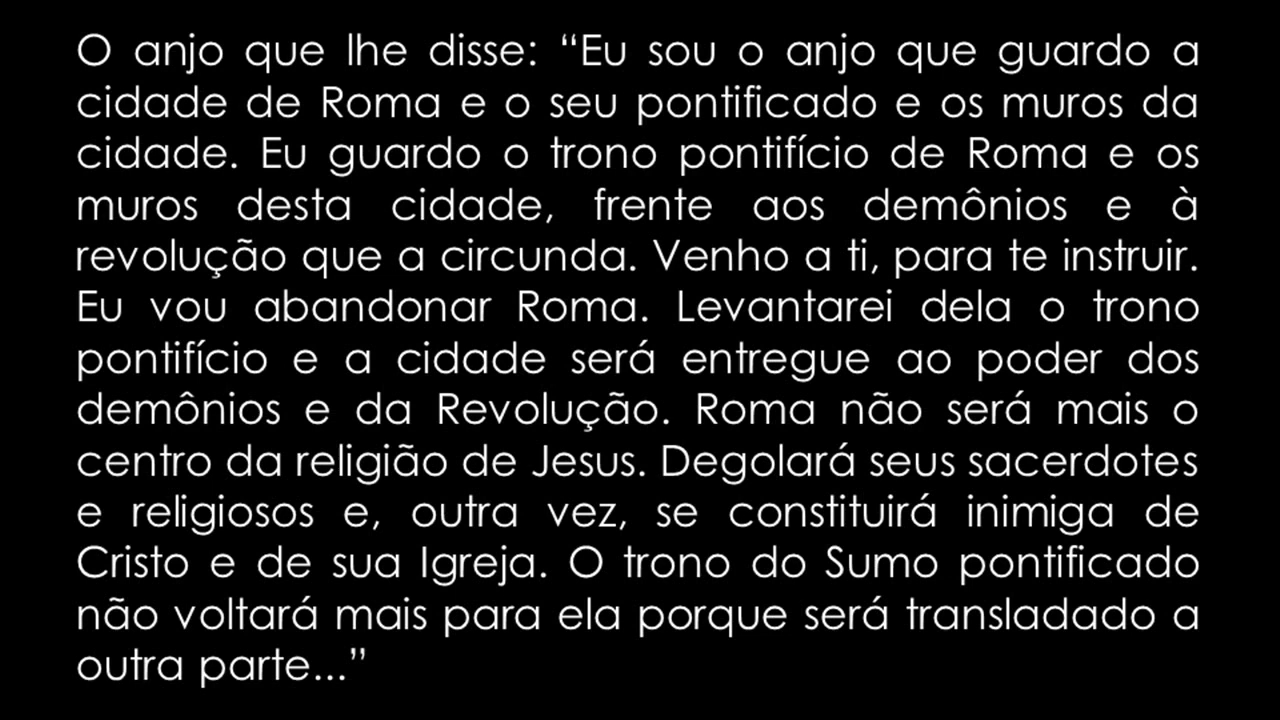 O anjo que lhe disse: “Eu sou o anjo que guardo a
cidade de Roma e o seu pontificado e os muros da
cidade. Eu guardo o trono pontifício de Roma e os
muros desta cidade, frente aos demônios e à
revolução que a circunda. Venho a ti, para te instruir.
Eu vou abandonar Roma. Levantarei dela o trono
pontifício e a cidade será entregue ao poder dos
demônios e da Revolução. Roma não será mais o
centro da religião de Jesus. Degolará seus sacerdotes
e religiosos e, outra vez, se constituirá inimiga de
Cristo e de sua Igreja. O trono do Sumo pontificado
não voltará mais para ela porque será transladado a
outra parte...”